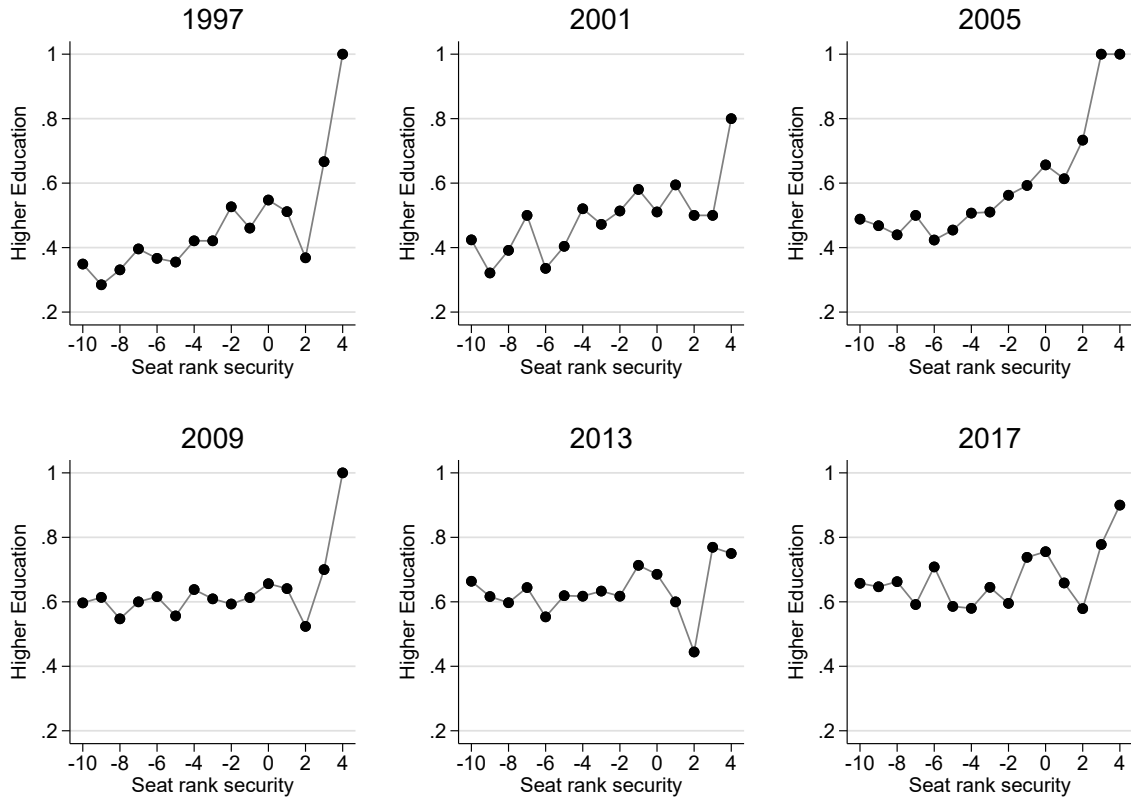 1997
1
.8
.6
.4
.2
Higher Education
-10 -8 -6 -4 -2 0 2 4
Seat rank security
2001
1
.8
.6
.4
.2
Higher Education
-10 -8 -6 -4 -2 0 2 4
Seat rank security
2005
1
.8
.6
.4
.2
Higher Education
-10 -8 -6 -4 -2 0 2 4
Seat rank security
2009
1
.8
.6
.4
.2
Higher Education
-10 -8 -6 -4 -2 0 2 4
Seat rank security
2013
1
.8
.6
.4
.2
Higher Education
-10 -8 -6 -4 -2 0 2 4
Seat rank security
2017
1
.8
.6
.4
.2
Higher Education
-10 -8 -6 -4 -2 0 2 4
Seat rank security